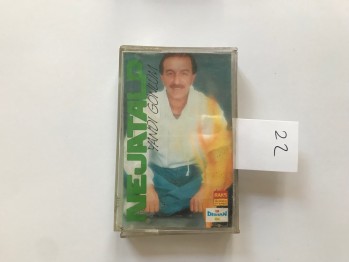 NEJAT ALP
YANDI GÖNLÜM
22